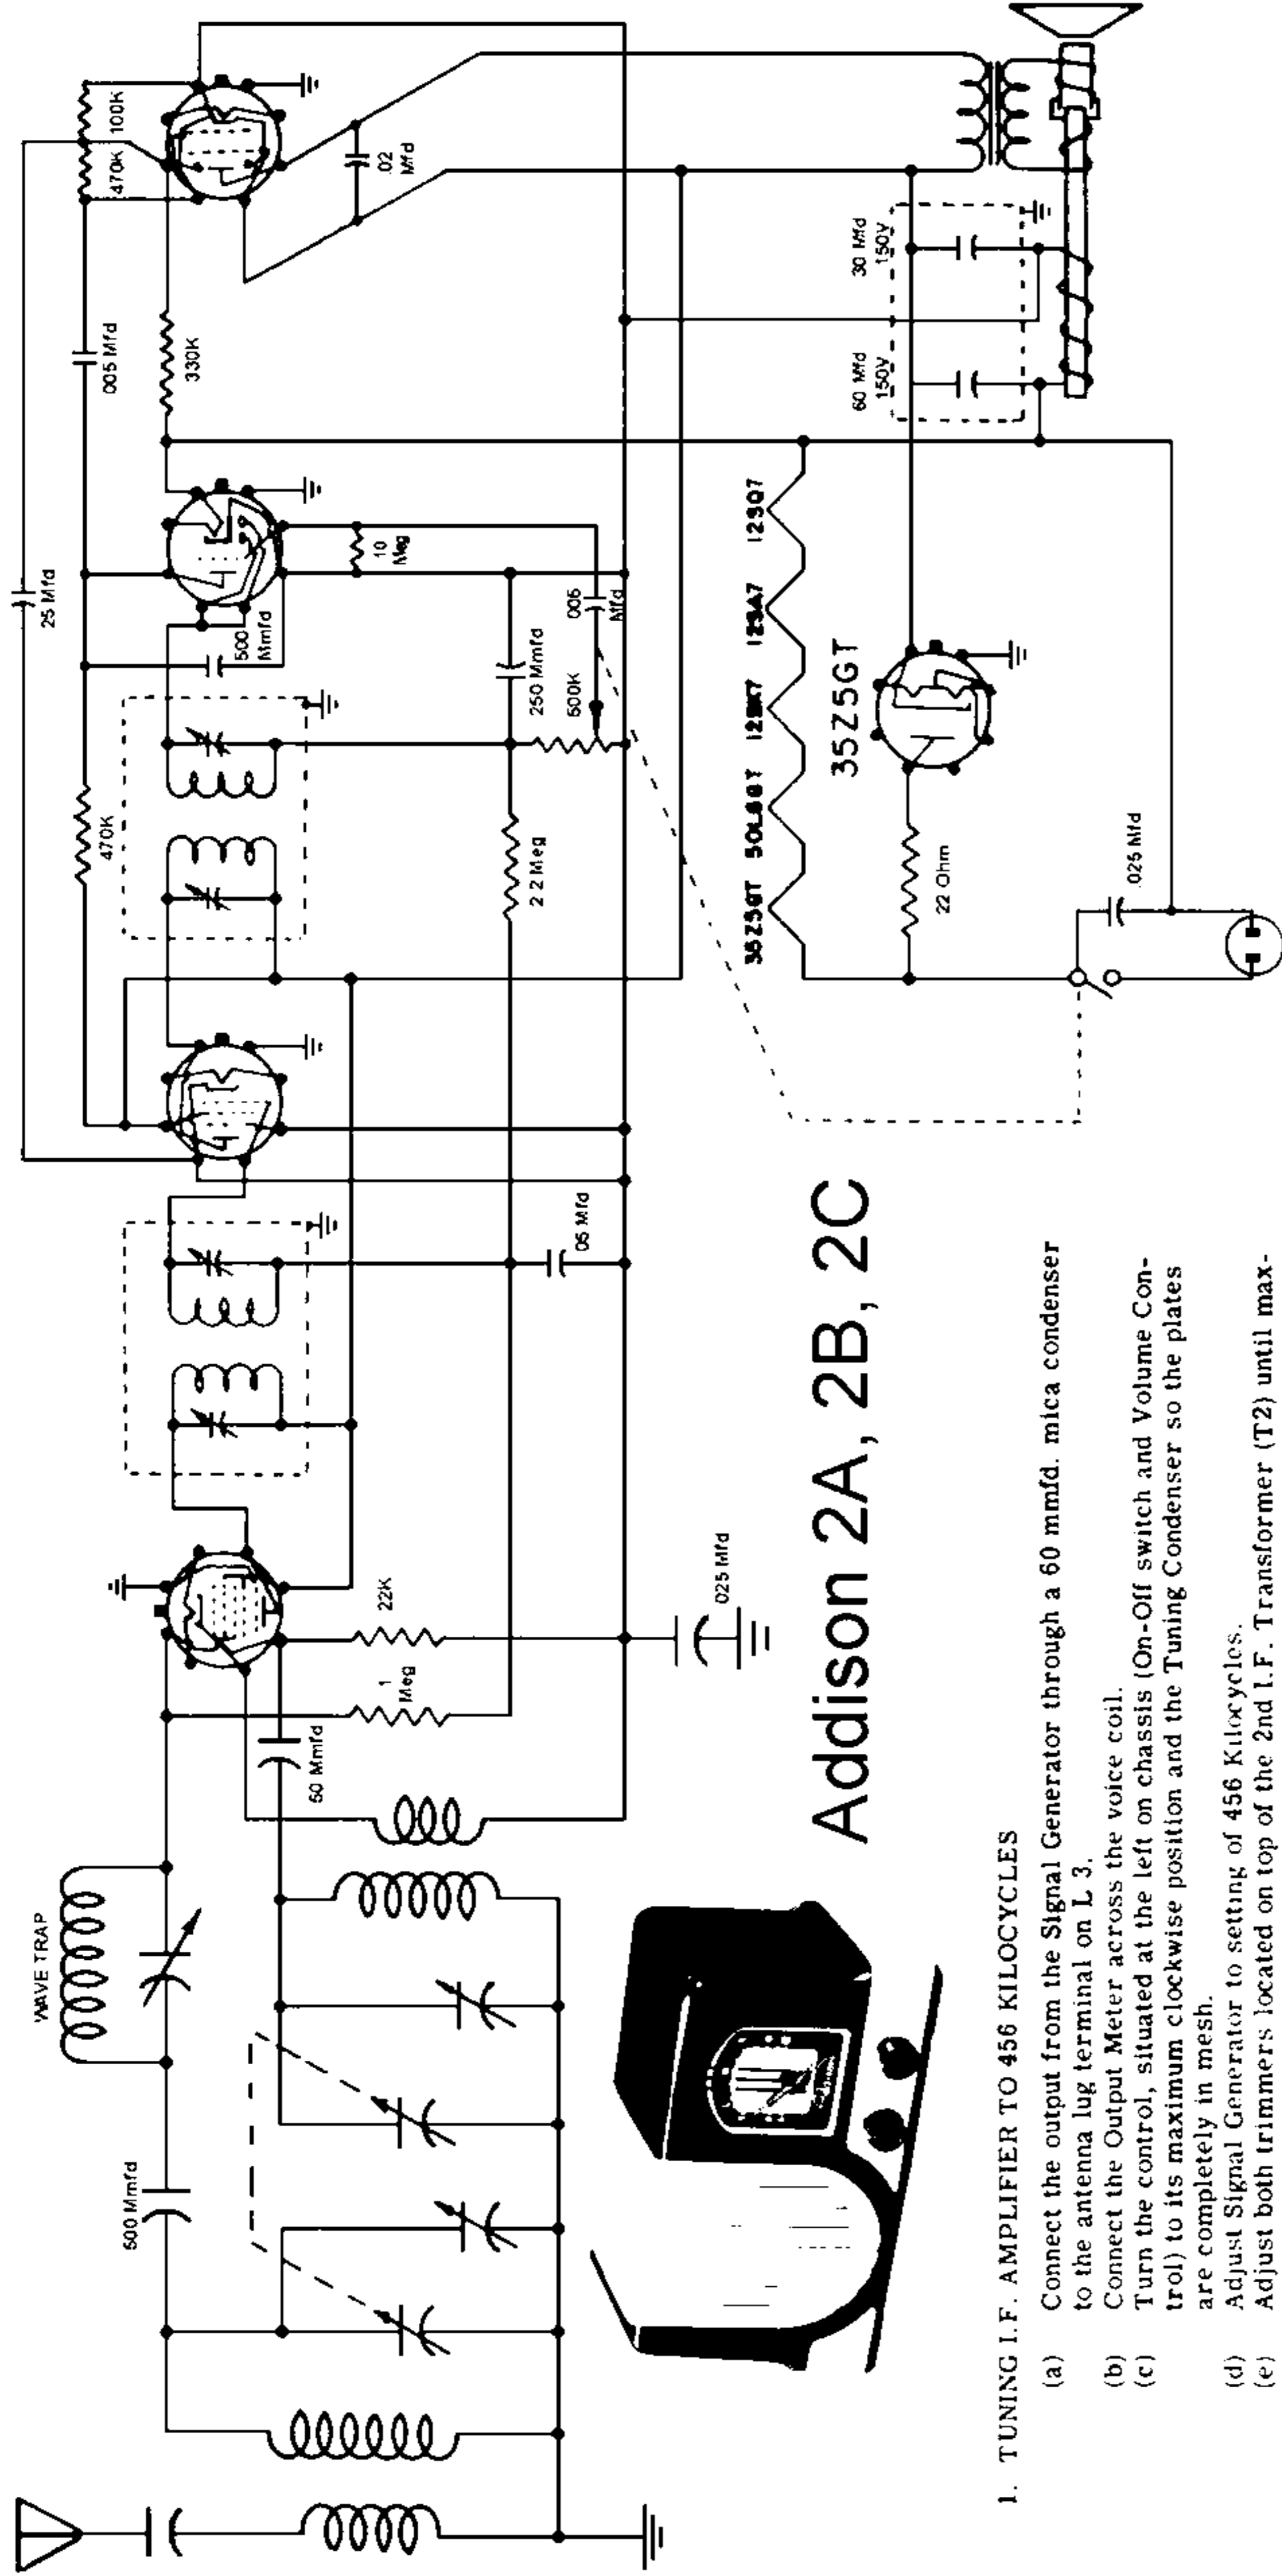 WAVE TRAP
500 Mmfd
50 Mmfd
1
Meg
22K
025 Mfd
05 Mfd
2 2 Meg
470K
25 Mfd
500
Mmfd
250 Mmfd
500K
10
Meg
005
Mfd
005 Mfd
330K
470K
100K
.02
Mfd
60 Mfd
150V
30 Mfd
150V
35Z5GT 50L6GT 12SK7 12SA7 12SQ7
35Z5GT
22 Ohm
.025 Mfd
Addison 2A, 2B, 2C
1. TUNING I.F. AMPLIFIER TO 456 KILOCYCLES
(a) Connect the output from the Signal Generator through a 60 mmfd. mica condenser
to the antenna lug terminal on L 3.
(b) Connect the Output Meter across the voice coil.
(c) Turn the control, situated at the left on chassis (On-Off switch and Volume Con-
trol) to its maximum clockwise position and the Tuning Condenser so the plates
are completely in mesh.
(d) Adjust Signal Generator to setting of 456 Kilocycles.
(e) Adjust both trimmers located on top of the 2nd I.F. Transformer (T2) until max-